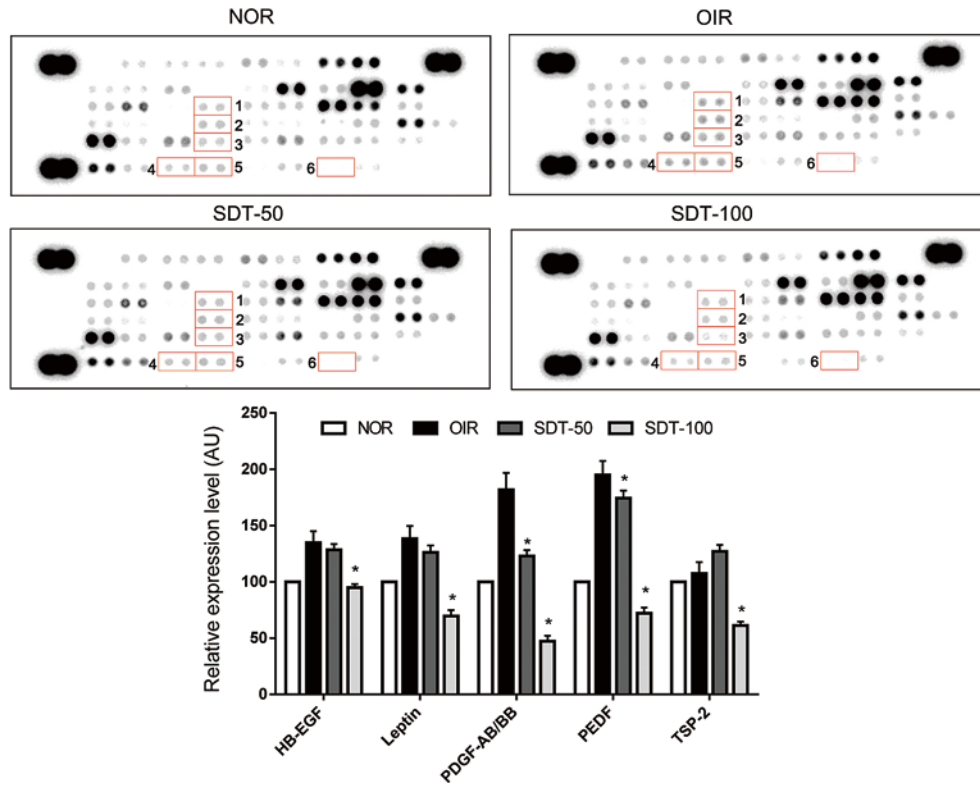 NOR OIR
1 1
2 2
3 3
4 5 6 4 5 6
SDT-50 SDT-100
1 1
2 2
3 3
4 5 6 4 5 6
Relative expression level (AU)
250
200
150
100
50
0
NOR OIR SDT-50 SDT-100
* * * * * * *
HB-EGF Leptin PDGF-AB/BB PEDF TSP-2